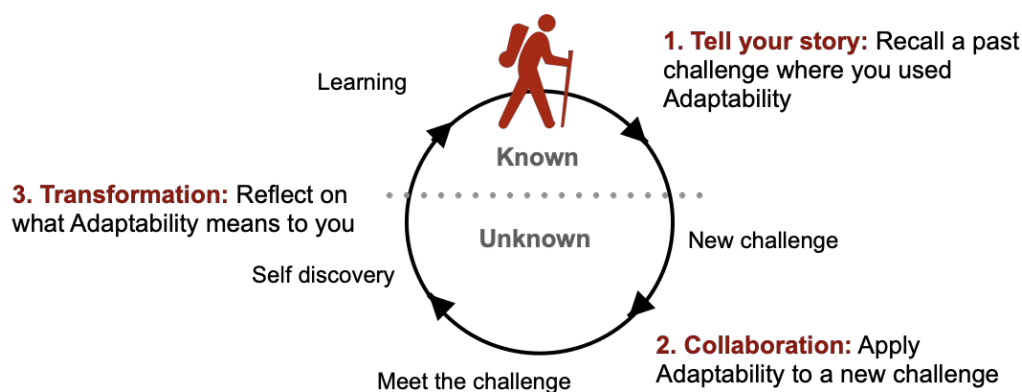 1. Tell your story: Recall a past
challenge where you used
Adaptability
Learning
Known
3. Transformation: Reflect on
what Adaptability means to you
Unknown
New challenge
Self discovery
2. Collaboration: Apply
Adaptability to a new challenge
Meet the challenge